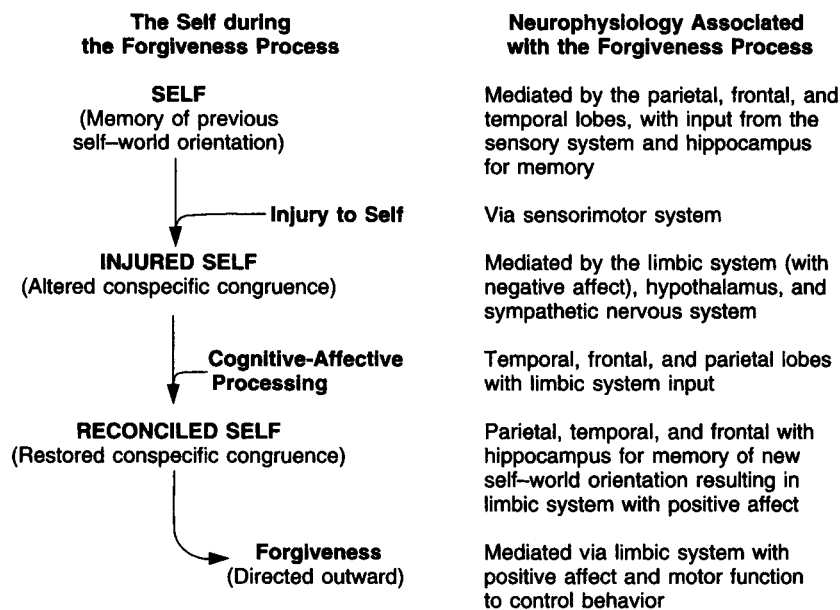 The Self during
the Forgiveness Process
Neurophysiology Associated
with the Forgiveness Process
SELF
(Memory of previous
self–world orientation)
Mediated by the parietal, frontal, and
temporal lobes, with input from the
sensory system and hippocampus
for memory
Injury to Self
Via sensorimotor system
INJURED SELF
(Altered conspecific congruence)
Mediated by the limbic system (with
negative affect), hypothalamus, and
sympathetic nervous system
Cognitive-Affective
Processing
Temporal, frontal, and parietal lobes
with limbic system input
RECONCILED SELF
(Restored conspecific congruence)
Parietal, temporal, and frontal with
hippocampus for memory of new
self–world orientation resulting in
limbic system with positive affect
Forgiveness
(Directed outward)
Mediated via limbic system with
positive affect and motor function
to control behavior